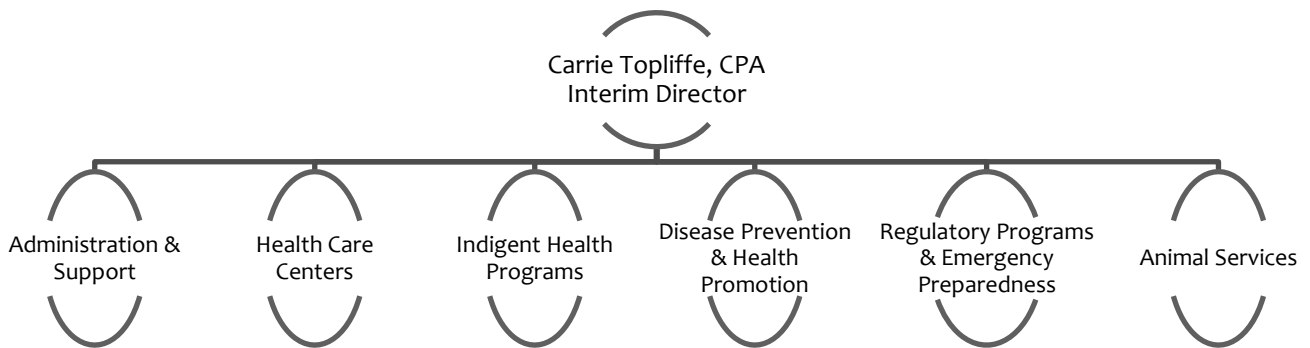 Carrie Topliffe, CPA
Interim Director
Administration &
Support
Health Care
Centers
Indigent Health
Programs
Disease Prevention
& Health
Promotion
Regulatory Programs
& Emergency
Preparedness
Animal Services